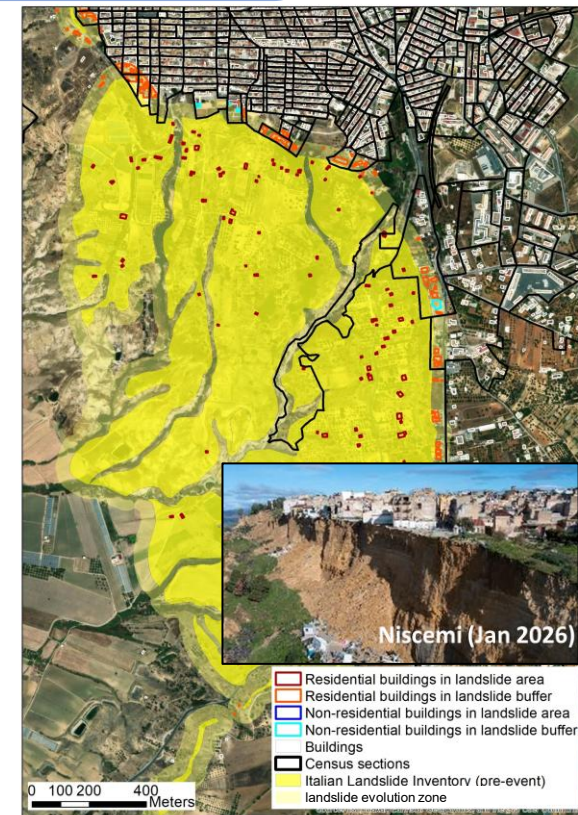 Niscemi (Jan 2026)
Residential buildings in landslide area
Residential buildings in landslide buffer
Non-residential buildings in landslide area
Non-residential buildings in landslide buffer
Buildings
Census sections
Italian Landslide Inventory (pre-event)
landslide evolution zone
0 100 200 400
Meters